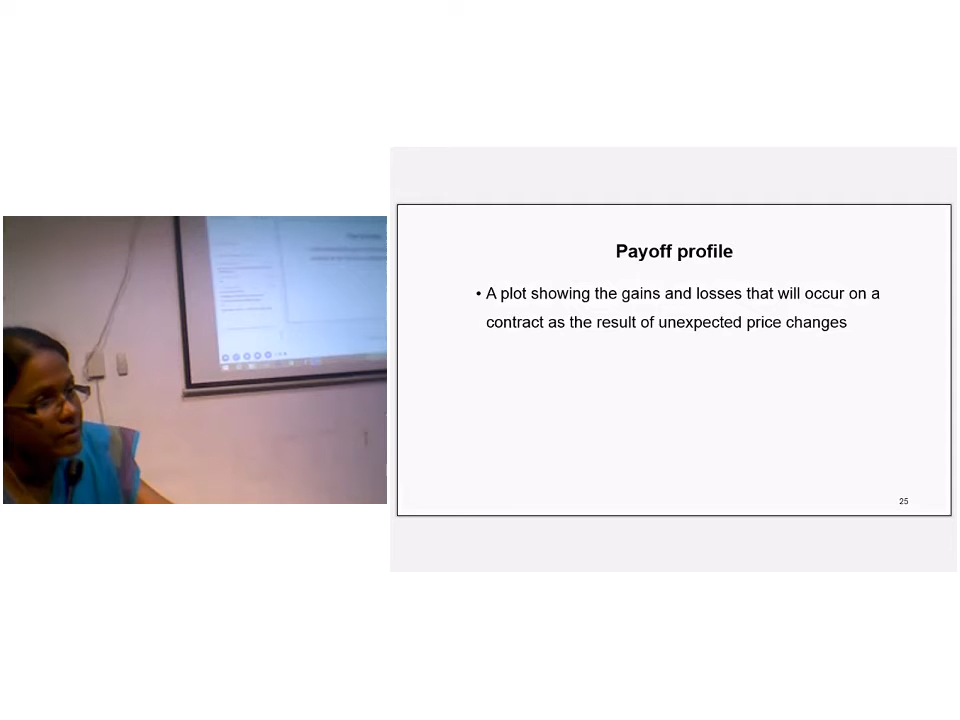 Payoff profile
• A plot showing the gains and losses that will occur on a
contract as the result of unexpected price changes
25